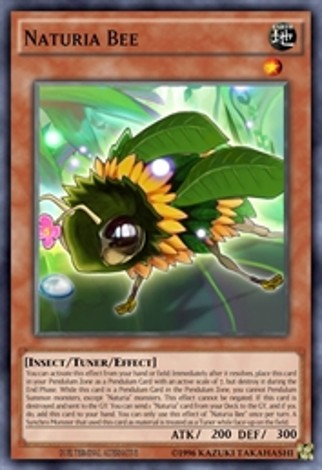 NATURIA BEE
地
[INSECT/TUNER/EFFECT]
You can activate this effect from your hand or field: Immediately after it resolves, place this card
in your Pendulum Zone as a Pendulum Card with an active scale of 7, but destroy it during the
End Phase. While this card is a Pendulum Card in the Pendulum Zone, you cannot Pendulum
Summon monsters, except "Naturia" monsters. This effect cannot be negated. If this card is
destroyed and sent to the GY: You can send 1 "Naturia" card from your Deck to the GY, and if you
do, add this card to your hand. You can only use this effect of "Naturia Bee" once per turn. A
Synchro Monster that used this card as material is treated as a Tuner while face-up on the field.
ATK/ 200 DEF/ 300
©1996 KAZUKI TAKAHASHI